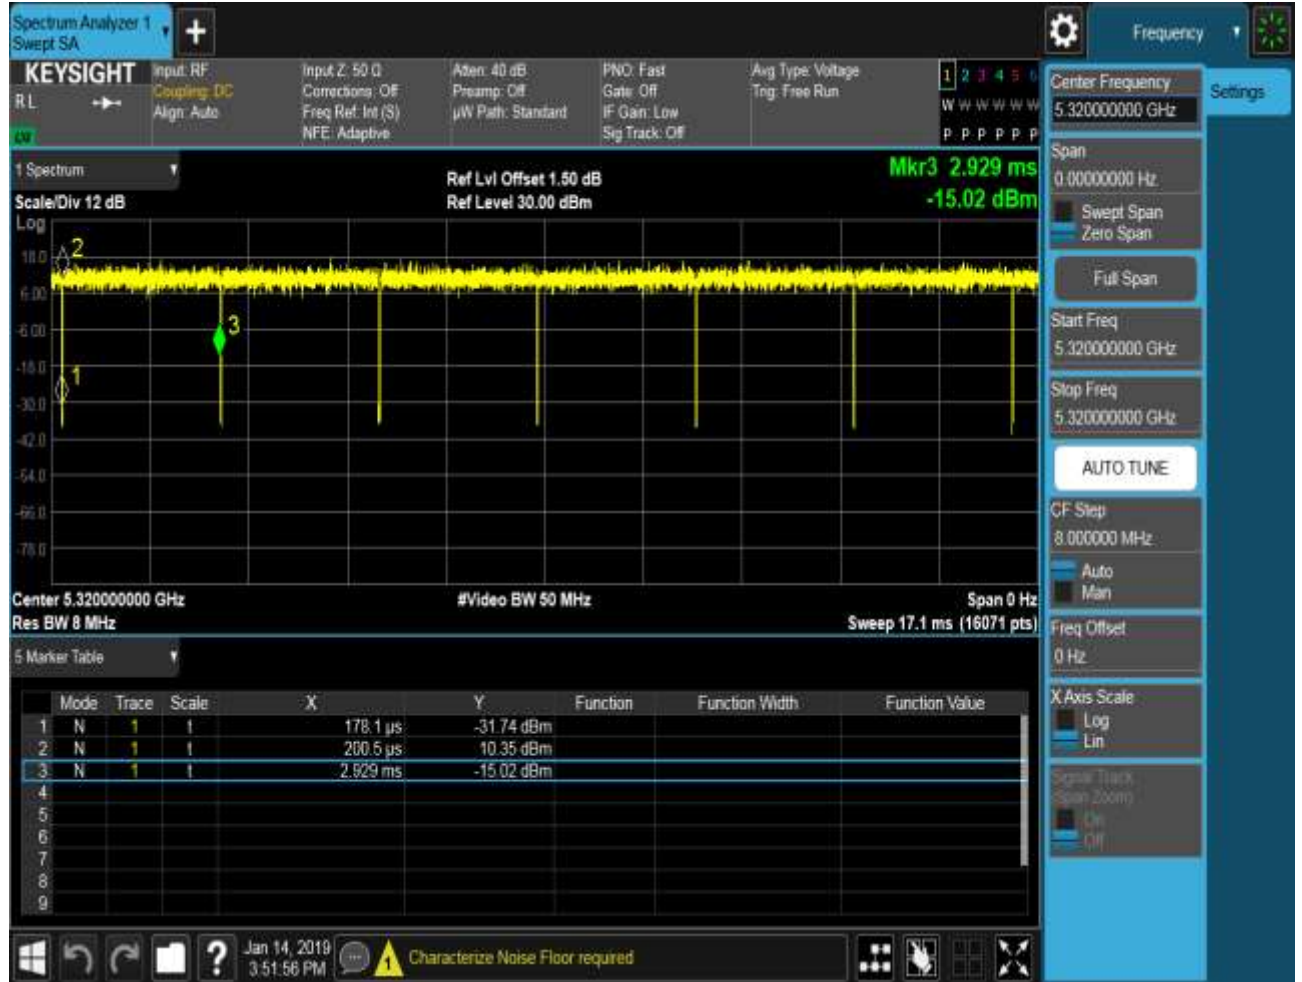 Spectrum Analyzer 1
Swept SA
+
Frequency
KEYSIGHT
RL
Input: RF
Coupling: DC
Align: Auto
Input Z: 50 Ω
Corrections: Off
Freq Ref: Int (S)
NFE: Adaptive
Atten: 40 dB
Preamp: Off
µW Path: Standard
PNO: Fast
Gate: Off
IF Gain: Low
Sig Track: Off
Avg Type: Voltage
Trig: Free Run
1 2 3 4 5 6
W W W W W W
P P P P P P
1 Spectrum
Scale/Div 12 dB
Ref Lvl Offset 1.50 dB
Ref Level 30.00 dBm
Mkr3 2.929 ms
-15.02 dBm
Log
18.0
6.00
-6.00
-18.0
-30.0
-42.0
-54.0
-66.0
-78.0
2
3
1
Center 5.320000000 GHz
Res BW 8 MHz
#Video BW 50 MHz
Span 0 Hz
Sweep 17.1 ms (16071 pts)
5 Marker Table
Mode Trace Scale X Y Function Function Width Function Value
1 N 1 t 178.1 µs -31.74 dBm
2 N 1 t 200.5 µs 10.35 dBm
3 N 1 t 2.929 ms -15.02 dBm
4
5
6
7
8
9
Center Frequency
5.320000000 GHz
Settings
Span
0.00000000 Hz
Swept Span
Zero Span
Full Span
Start Freq
5.320000000 GHz
Stop Freq
5.320000000 GHz
AUTO TUNE
CF Step
8.000000 MHz
Auto
Man
Freq Offset
0 Hz
X Axis Scale
Log
Lin
Signal Track
(Span Zoom)
On
Off
?
Jan 14, 2019
3:51:56 PM
1
Characterize Noise Floor required